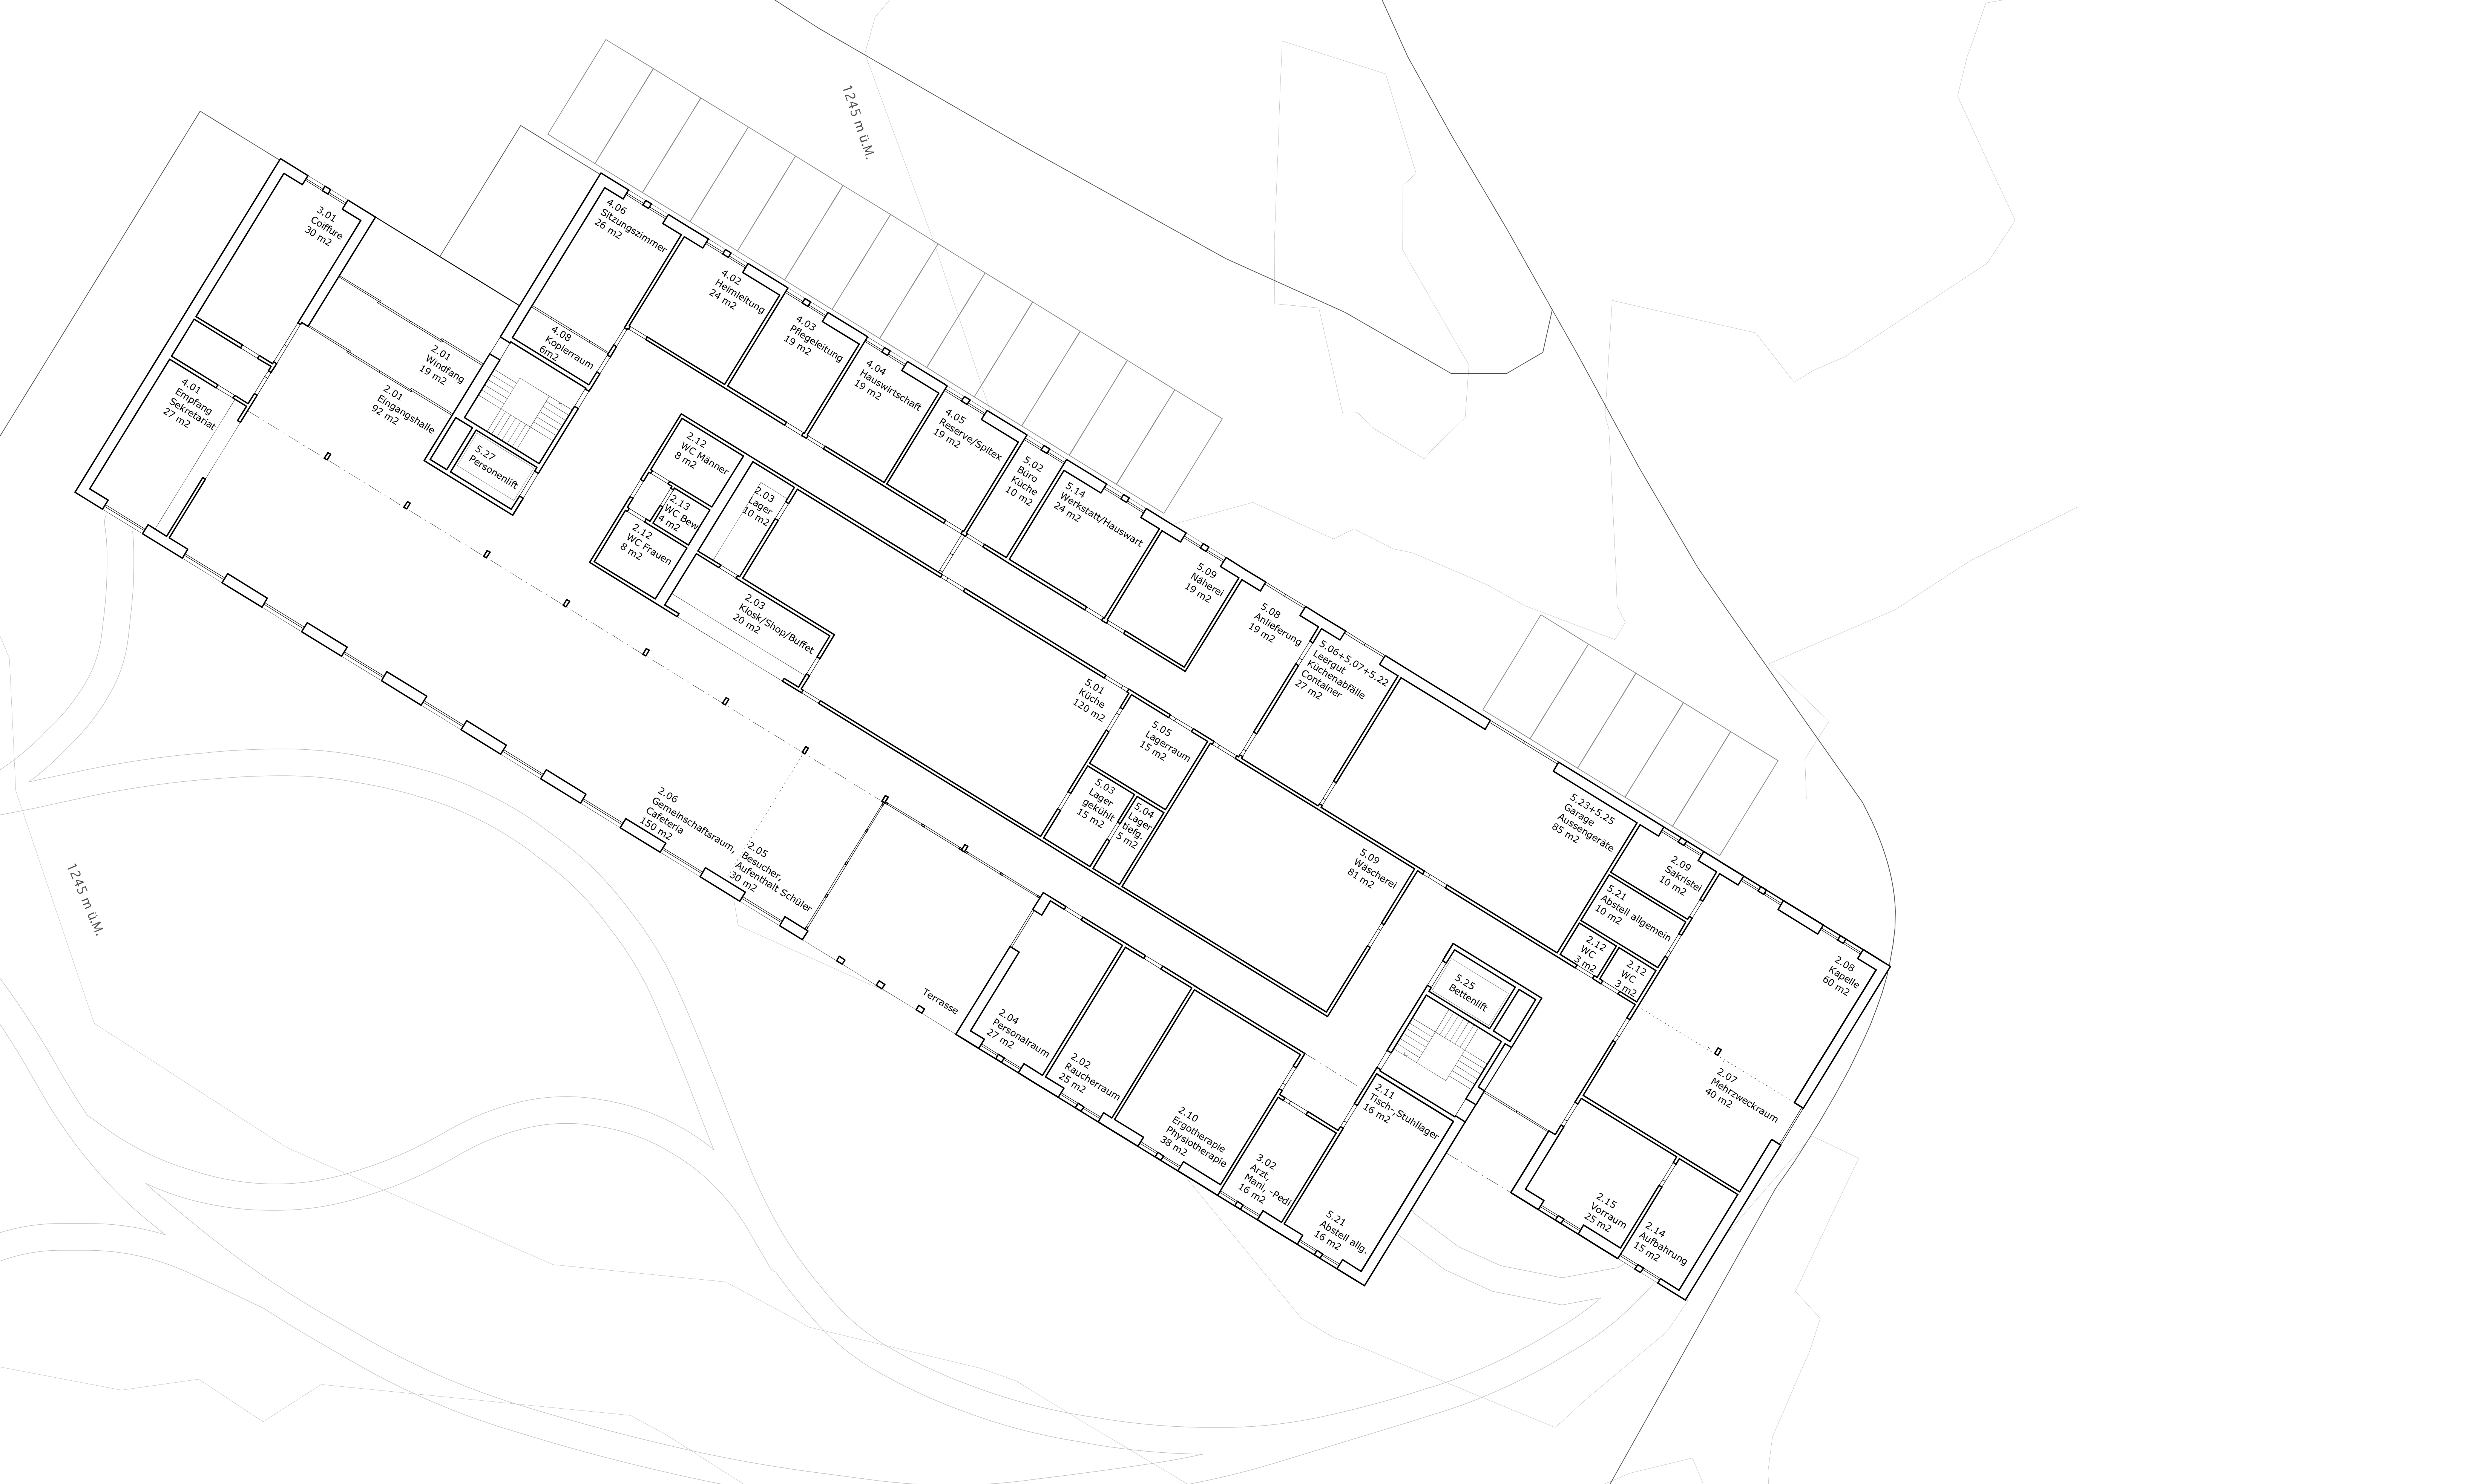 1245 m ü.M.
3.01
Coiffure
30 m2
4.06
Sitzungszimmer
26 m2
4.02
Heimleitung
24 m2
4.03
Pflegeleitung
19 m2
4.04
Hauswirtschaft
19 m2
4.05
Reserve/Spitex
19 m2
4.08
Kopierraum
6m2
2.01
Windfang
19 m2
2.01
Eingangshalle
92 m2
4.01
Empfang
Sekretariat
27 m2
5.27
Personenlift
2.12
WC Männer
8 m2
2.13
WC Bew
4 m2
2.12
WC Frauen
8 m2
2.03
Lager
10 m2
2.03
Kiosk/Shop/Buffet
20 m2
5.02
Büro
Küche
10 m2
5.14
Werkstatt/Hauswart
24 m2
5.09
Näherei
19 m2
5.08
Anlieferung
19 m2
5.06+5.07+5.22
Leergut
Küchenabfälle
Container
27 m2
5.01
Küche
120 m2
5.05
Lagerraum
15 m2
5.03
Lager
gekühlt
15 m2
5.04
Lager
tiefg.
5 m2
5.09
Wäscherei
81 m2
5.23+5.25
Garage
Aussengeräte
85 m2
2.09
Sakristei
10 m2
5.21
Abstell allgemein
10 m2
2.12
WC
3 m2
2.12
WC
3 m2
2.08
Kapelle
60 m2
2.06
Gemeinschaftsraum,
Cafeteria
150 m2
2.05
Besucher,
Aufenthalt Schüler
30 m2
Terrasse
2.04
Personalraum
27 m2
2.02
Raucherraum
25 m2
2.10
Ergotherapie
Physiotherapie
38 m2
3.02
Arzt,
Mani, -Pedi
16 m2
5.25
Bettenlift
2.11
Tisch-,Stuhllager
16 m2
5.21
Abstell allg.
16 m2
2.07
Mehrzweckraum
40 m2
2.15
Vorraum
25 m2
2.14
Aufbahrung
15 m2
1245 m ü.M.